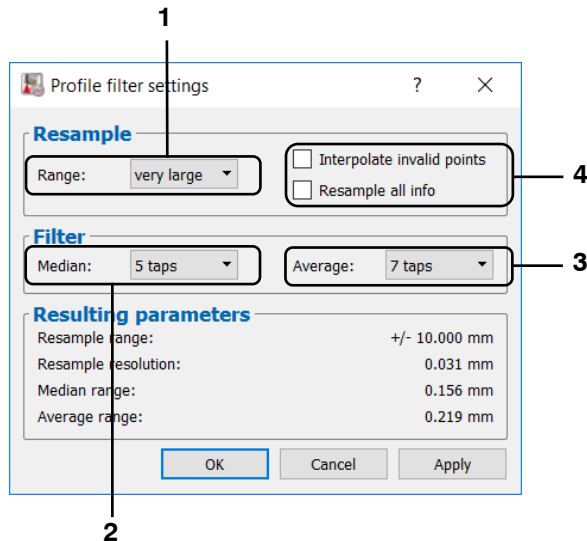 1
Profile filter settings ?
Resample
Range: very large
Interpolate invalid points
Resample all info
4
Filter
Median: 5 taps Average: 7 taps
3
Resulting parameters
Resample range: +/- 10.000 mm
Resample resolution: 0.031 mm
Median range: 0.156 mm
Average range: 0.219 mm
OK Cancel Apply
2